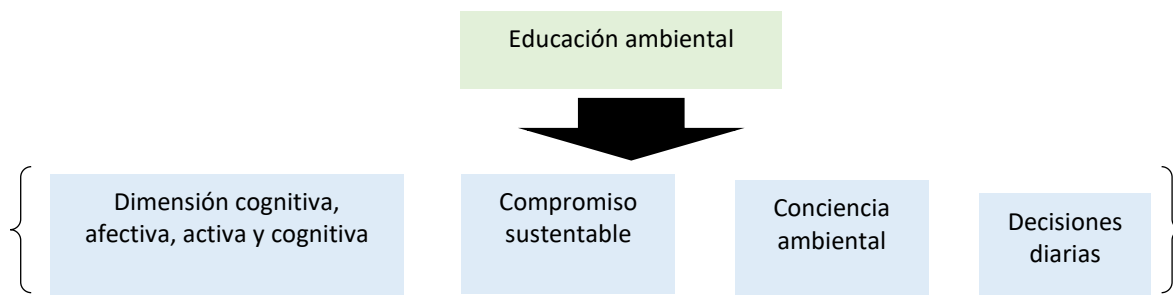 Educación ambiental
Dimensión cognitiva,
afectiva, activa y cognitiva
Compromiso
sustentable
Conciencia
ambiental
Decisiones
diarias